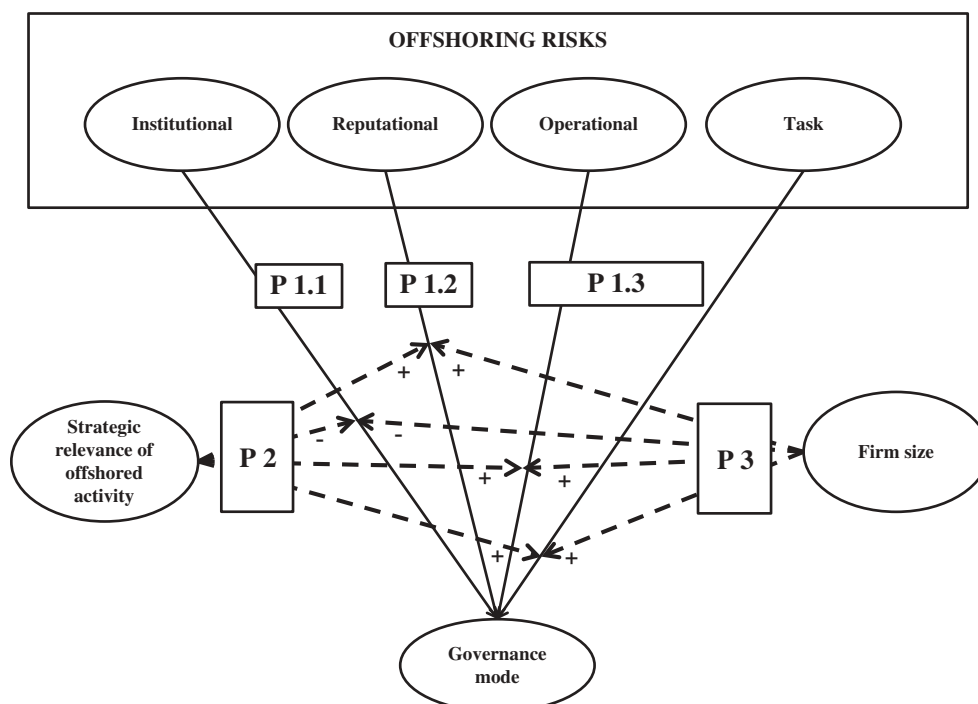 OFFSHORING RISKS
Institutional
Reputational
Operational
Task
P 1.1
P 1.2
P 1.3
+
+
-
-
+
+
+
+
Strategic
relevance of
offshored
activity
P 2
P 3
Firm size
Governance
mode